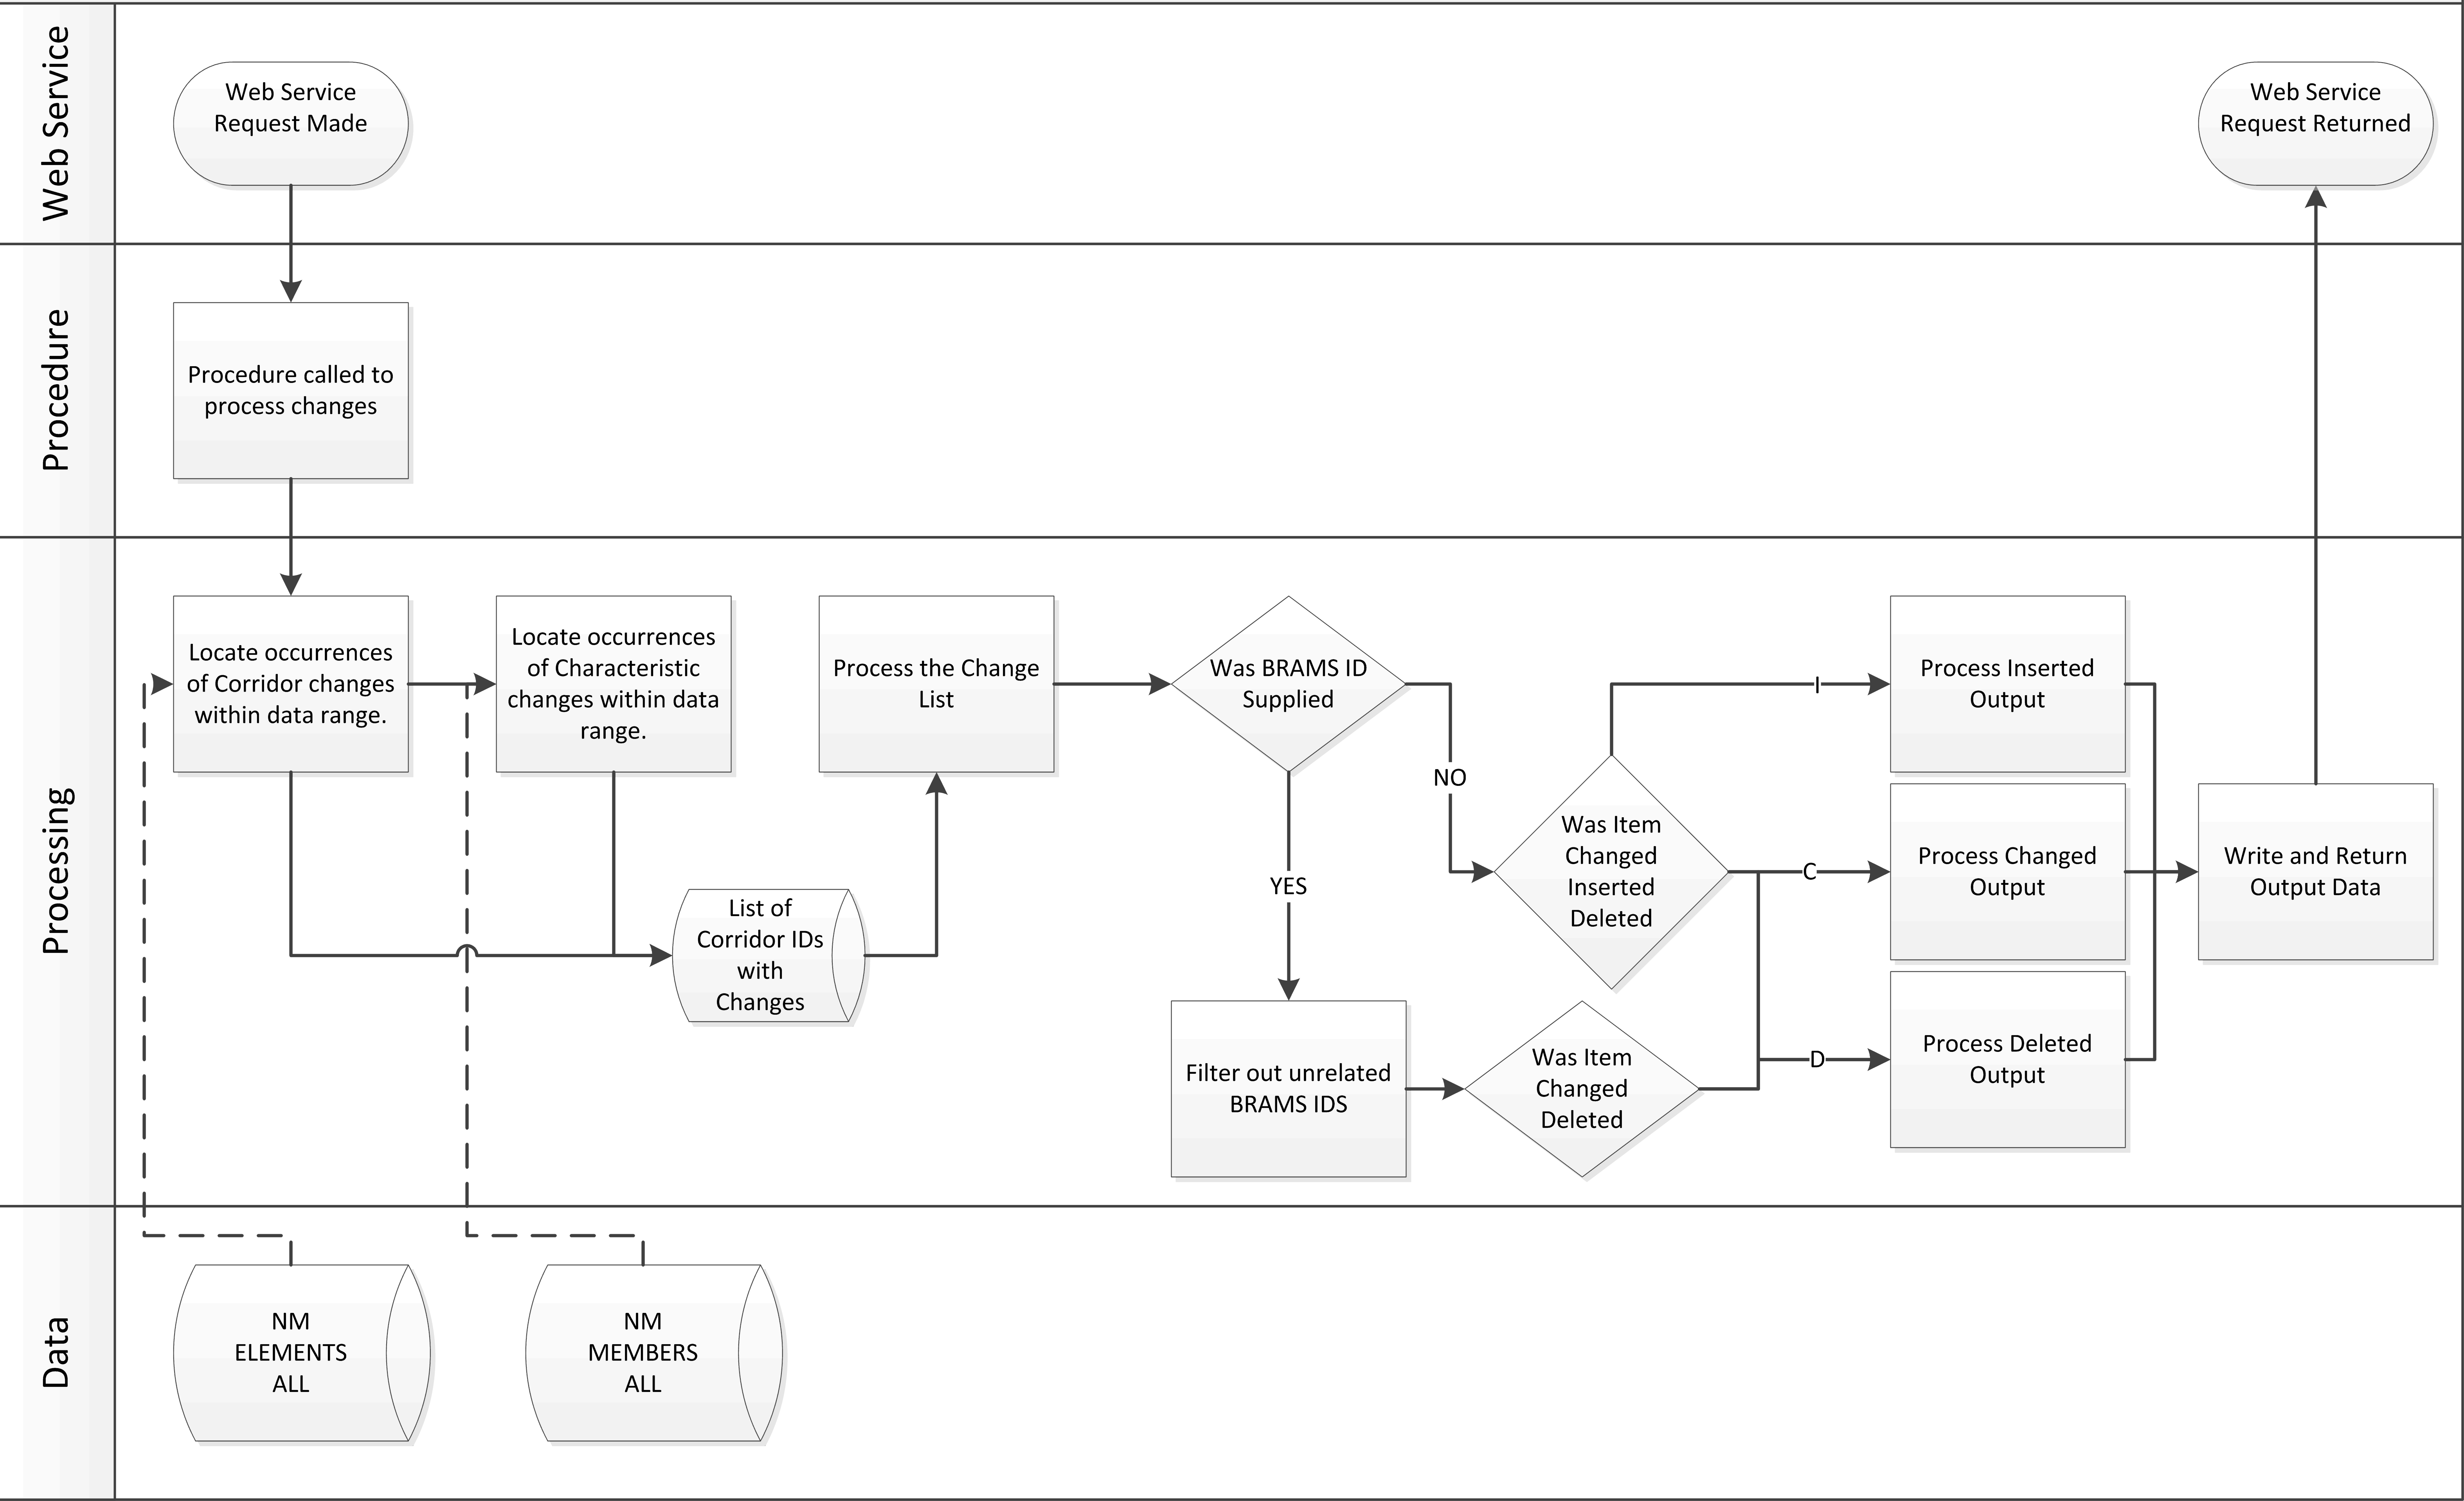 Web Service
Web Service
Request Made
Web Service
Request Returned
Procedure
Procedure called to
process changes
Processing
Locate occurrences
of Corridor changes
within data range.
Locate occurrences
of Characteristic
changes within data
range.
List of
Corridor IDs
with
Changes
Process the Change
List
Was BRAMS ID
Supplied
NO
YES
Filter out unrelated
BRAMS IDS
Was Item
Changed
Inserted
Deleted
Was Item
Changed
Deleted
I
C
D
Process Inserted
Output
Process Changed
Output
Process Deleted
Output
Write and Return
Output Data
Data
NM
ELEMENTS
ALL
NM
MEMBERS
ALL